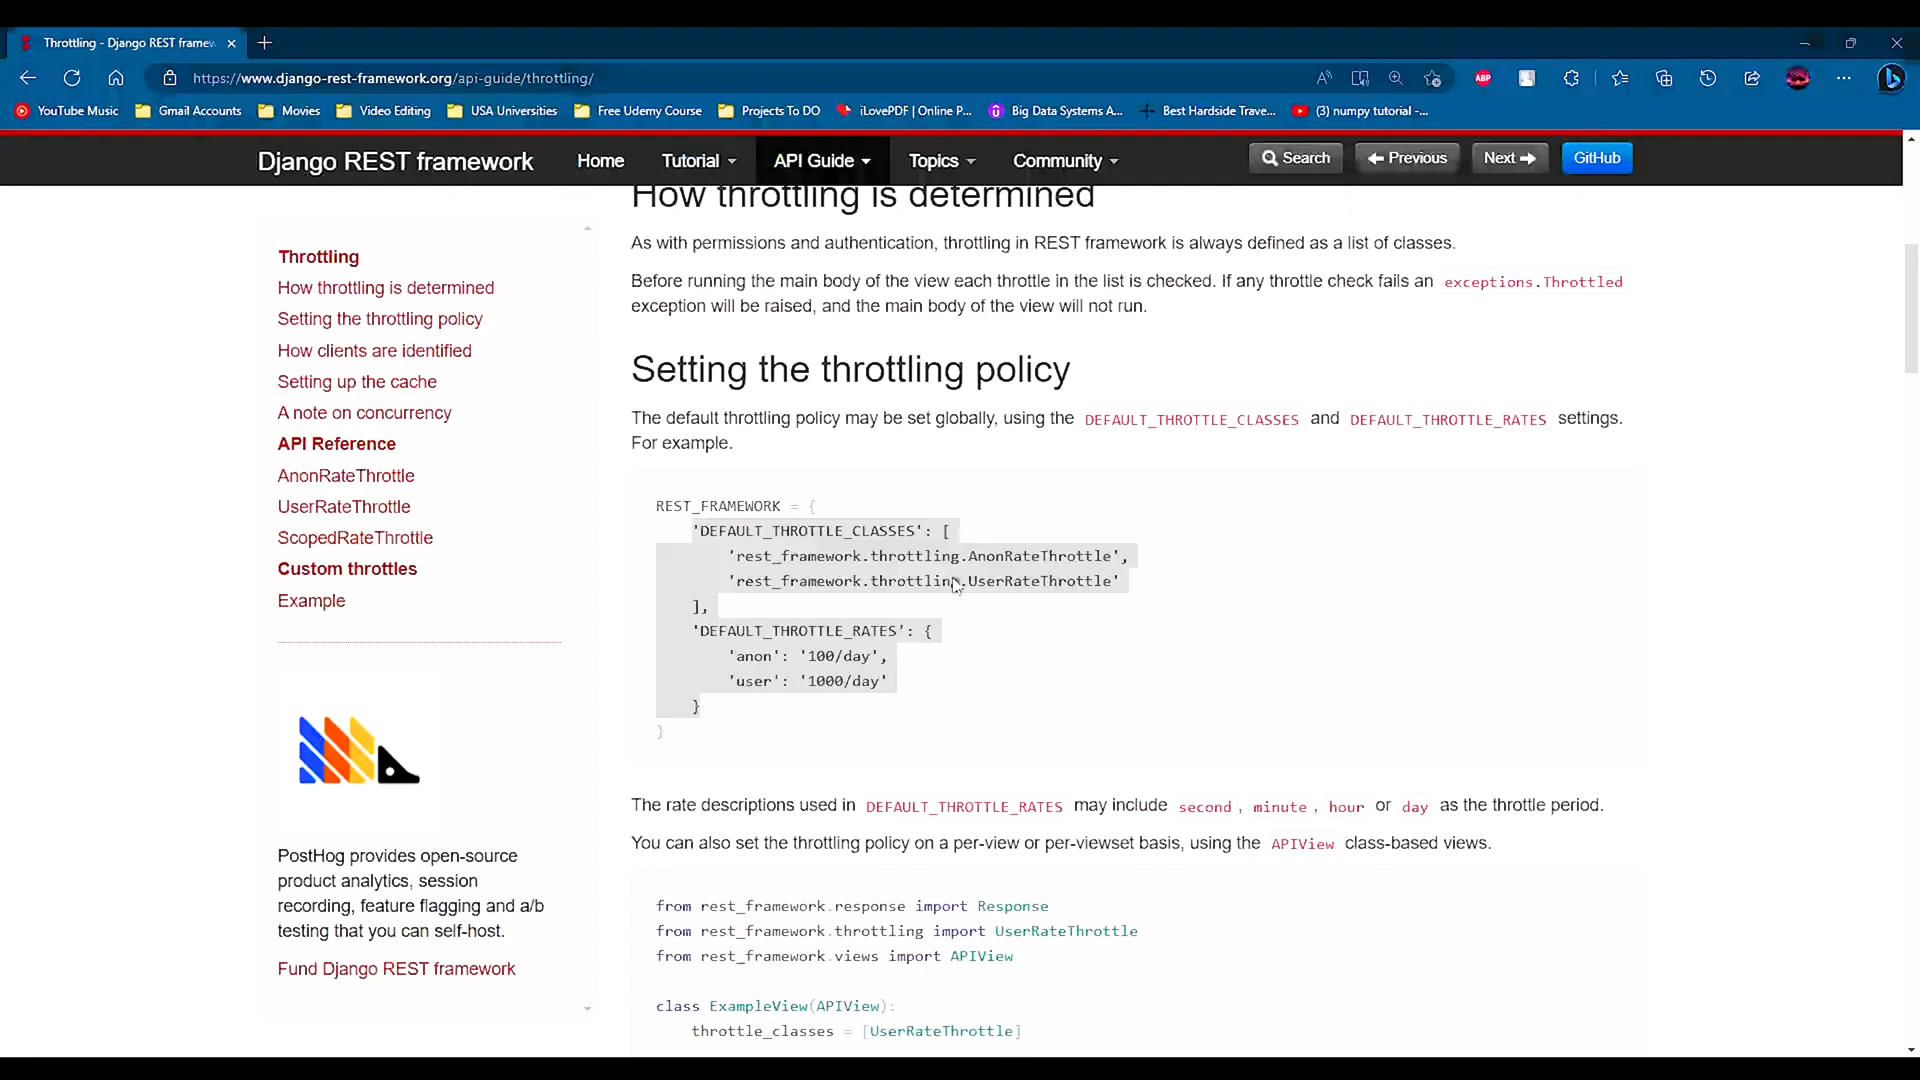 Throttling - Django REST framew
https://www.django-rest-framework.org/api-guide/throttling/
YouTube Music
Gmail Accounts
Movies
Video Editing
USA Universities
Free Udemy Course
Projects To DO
iLovePDF | Online P...
Big Data Systems A...
Best Hardside Trave...
(3) numpy tutorial -...
ABP
Django REST framework
Home
Tutorial
API Guide
Topics
Community
Search
Previous
Next
GitHub
Throttling
How throttling is determined
Setting the throttling policy
How clients are identified
Setting up the cache
A note on concurrency
API Reference
AnonRateThrottle
UserRateThrottle
ScopedRateThrottle
Custom throttles
Example
PostHog provides open-source
product analytics, session
recording, feature flagging and a/b
testing that you can self-host.
Fund Django REST framework
How throttling is determined
As with permissions and authentication, throttling in REST framework is always defined as a list of classes.
Before running the main body of the view each throttle in the list is checked. If any throttle check fails an exceptions.Throttled
exception will be raised, and the main body of the view will not run.
Setting the throttling policy
The default throttling policy may be set globally, using the DEFAULT_THROTTLE_CLASSES and DEFAULT_THROTTLE_RATES settings.
For example.
REST_FRAMEWORK = {
'DEFAULT_THROTTLE_CLASSES': [
'rest_framework.throttling.AnonRateThrottle',
'rest_framework.throttling.UserRateThrottle'
],
'DEFAULT_THROTTLE_RATES': {
'anon': '100/day',
'user': '1000/day'
}
}
The rate descriptions used in DEFAULT_THROTTLE_RATES may include second, minute, hour or day as the throttle period.
You can also set the throttling policy on a per-view or per-viewset basis, using the APIView class-based views.
from rest_framework.response import Response
from rest_framework.throttling import UserRateThrottle
from rest_framework.views import APIView
class ExampleView(APIView):
throttle_classes = [UserRateThrottle]